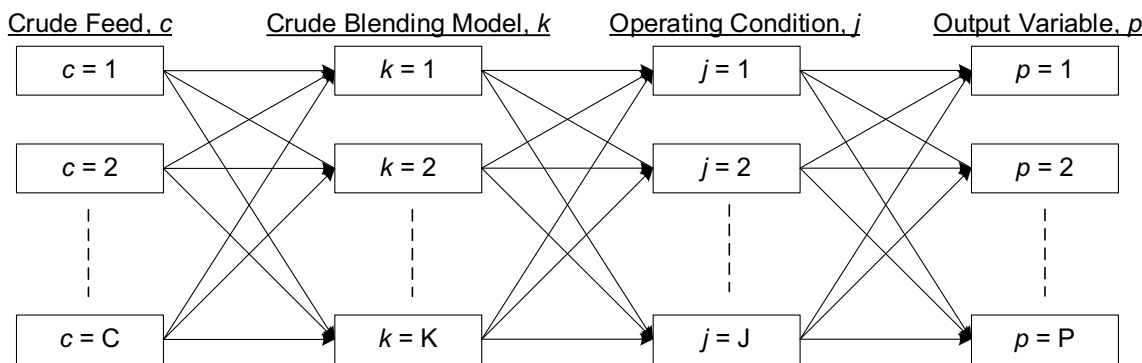 Crude Feed, c Crude Blending Model, k Operating Condition, j Output Variable, p
c = 1 k = 1 j = 1 p = 1
c = 2 k = 2 j = 2 p = 2
c = C k = K j = J p = P